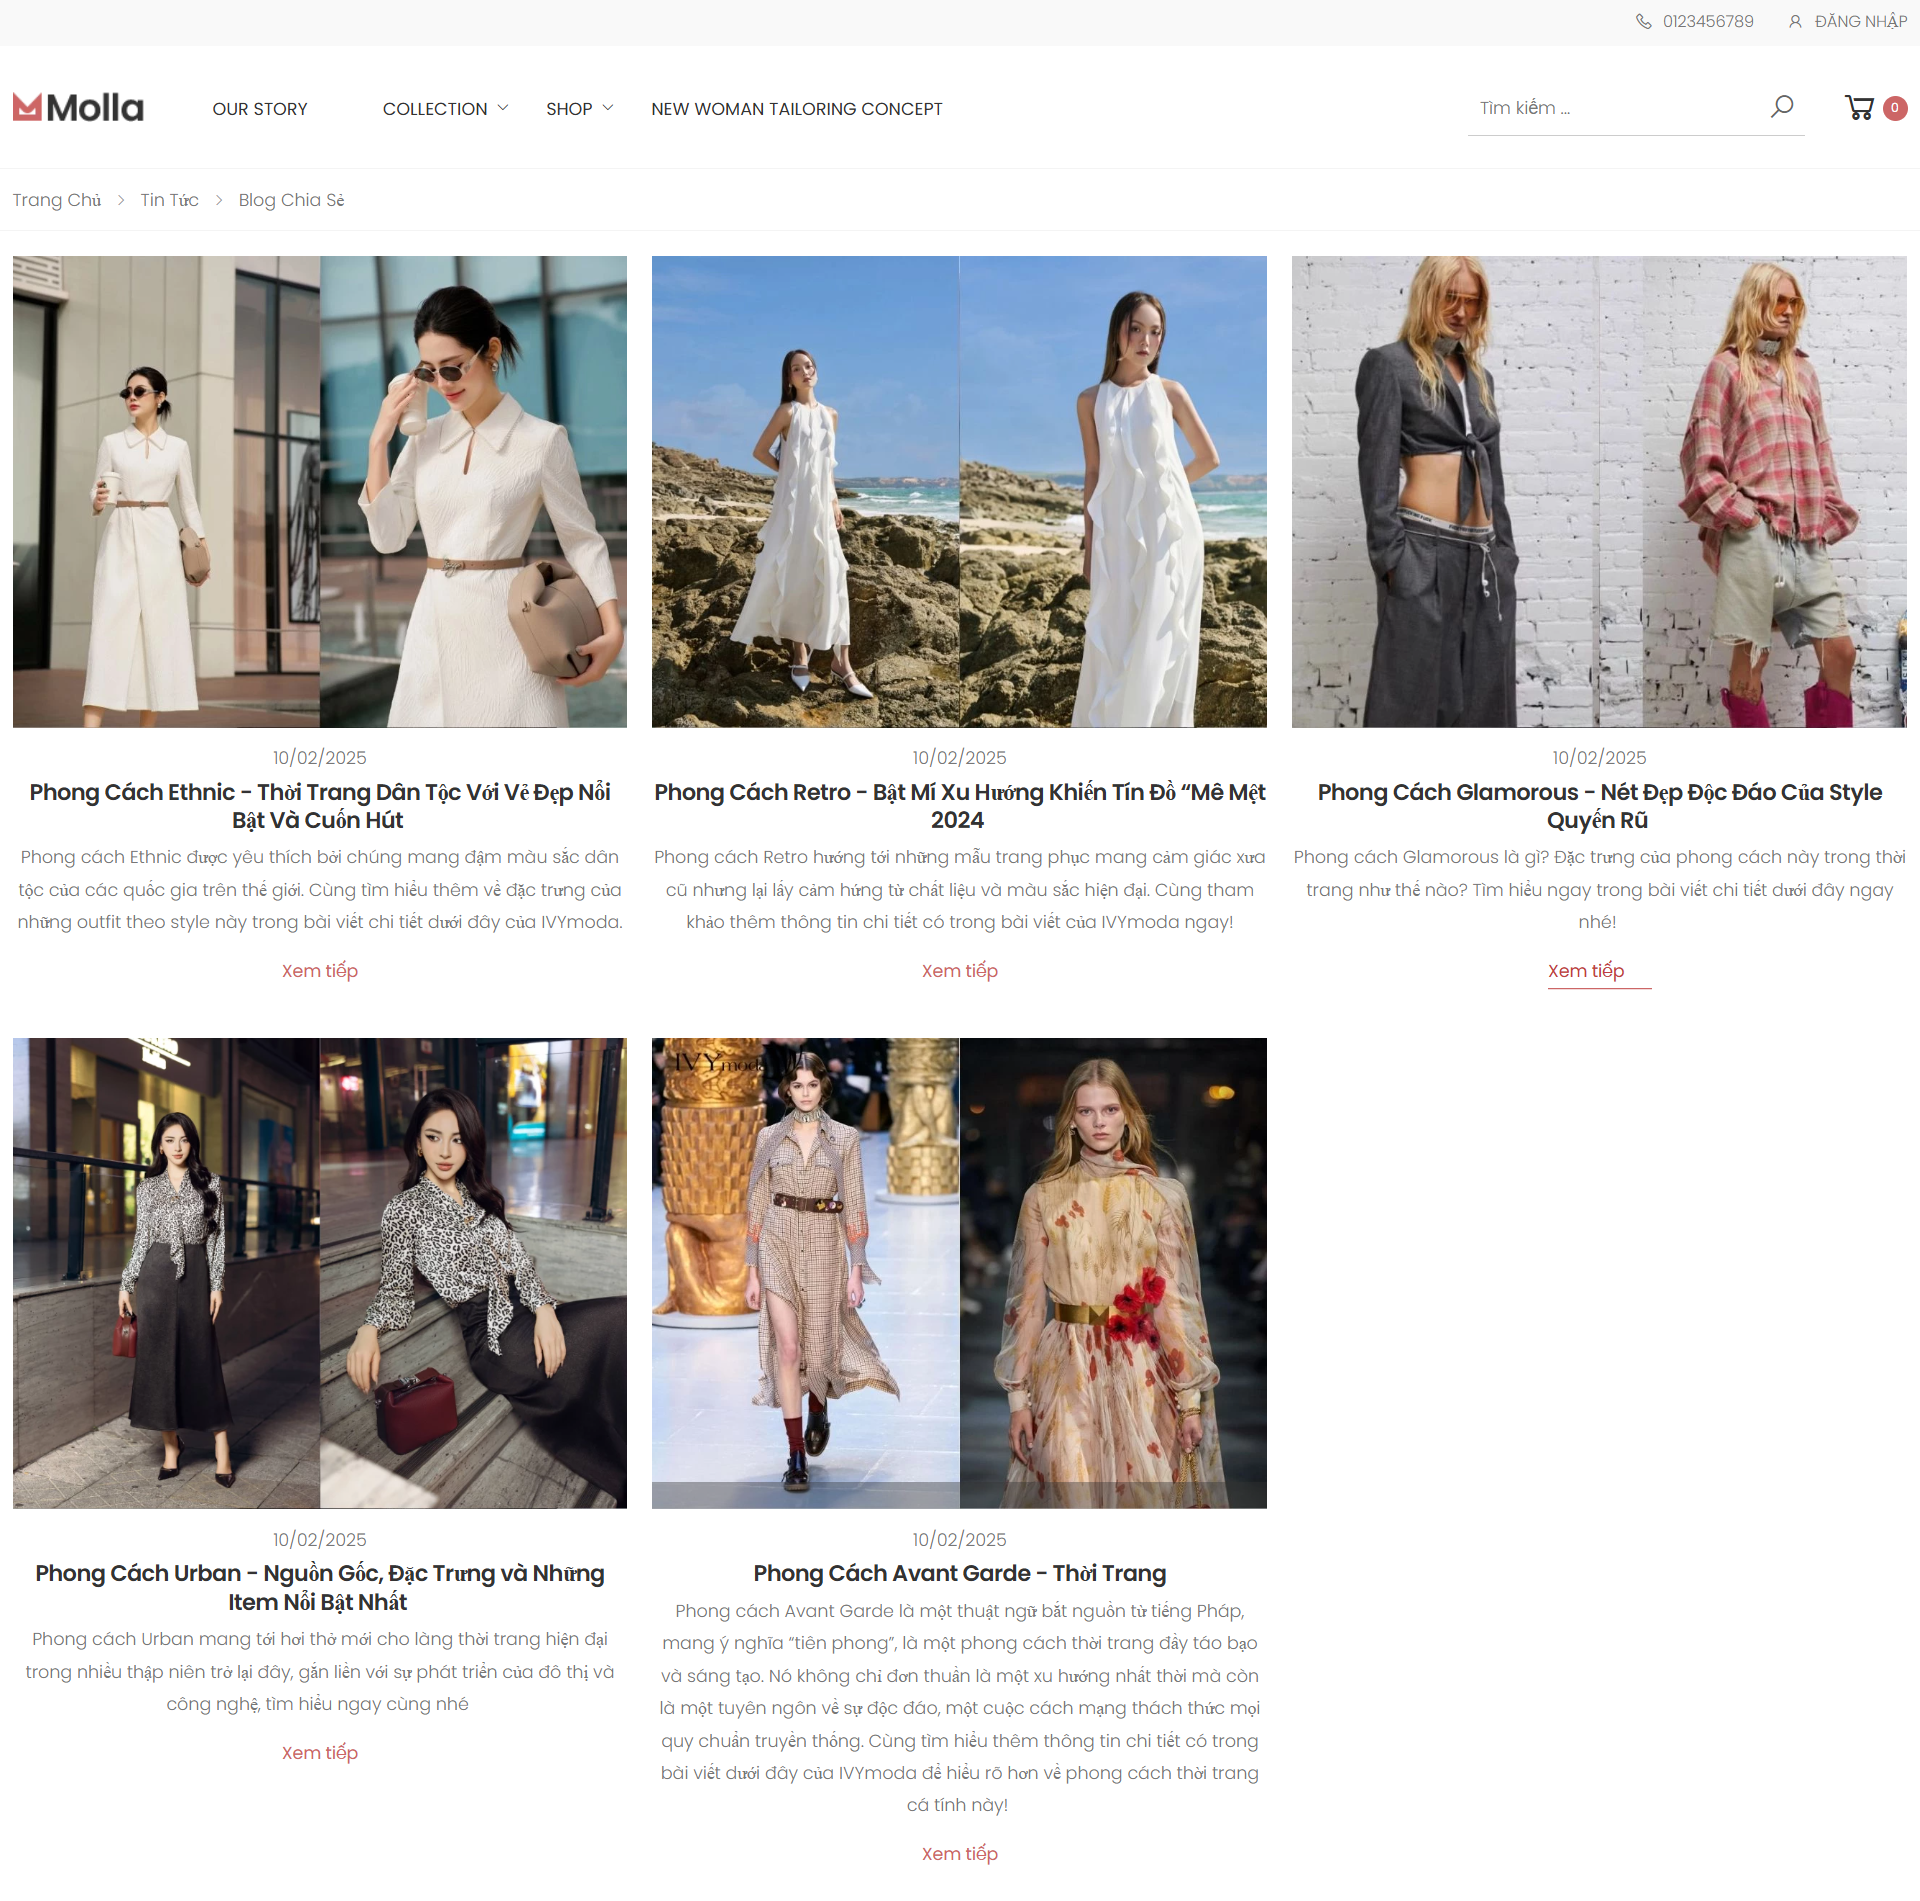 0123456789 ĐĂNG NHẬP
Molla OUR STORY COLLECTION SHOP NEW WOMAN TAILORING CONCEPT Tìm kiếm ... 0
Trang Chủ Tin Tức Blog Chia Sẻ
10/02/2025
Phong Cách Ethnic - Thời Trang Dân Tộc Với Vẻ Đẹp Nổi
Bật Và Cuốn Hút
Phong cách Ethnic được yêu thích bởi chúng mang đậm màu sắc dân
tộc của các quốc gia trên thế giới. Cùng tìm hiểu thêm về đặc trưng của
những outfit theo style này trong bài viết chi tiết dưới đây của IVYmoda.
Xem tiếp
10/02/2025
Phong Cách Retro - Bật Mí Xu Hướng Khiến Tín Đồ “Mê Mệt
2024
Phong cách Retro hướng tới những mẫu trang phục mang cảm giác xưa
cũ nhưng lại lấy cảm hứng từ chất liệu và màu sắc hiện đại. Cùng tham
khảo thêm thông tin chi tiết có trong bài viết của IVYmoda ngay!
Xem tiếp
10/02/2025
Phong Cách Glamorous - Nét Đẹp Độc Đáo Của Style
Quyến Rũ
Phong cách Glamorous là gì? Đặc trưng của phong cách này trong thời
trang như thế nào? Tìm hiểu ngay trong bài viết chi tiết dưới đây ngay
nhé!
Xem tiếp
10/02/2025
Phong Cách Urban - Nguồn Gốc, Đặc Trưng và Những
Item Nổi Bật Nhất
Phong cách Urban mang tới hơi thở mới cho làng thời trang hiện đại
trong nhiều thập niên trở lại đây, gắn liền với sự phát triển của đô thị và
công nghệ, tìm hiểu ngay cùng nhé
Xem tiếp
IVYmoda
10/02/2025
Phong Cách Avant Garde - Thời Trang
Phong cách Avant Garde là một thuật ngữ bắt nguồn từ tiếng Pháp,
mang ý nghĩa “tiên phong”, là một phong cách thời trang đầy táo bạo
và sáng tạo. Nó không chỉ đơn thuần là một xu hướng nhất thời mà còn
là một tuyên ngôn về sự độc đáo, một cuộc cách mạng thách thức mọi
quy chuẩn truyền thống. Cùng tìm hiểu thêm thông tin chi tiết có trong
bài viết dưới đây của IVYmoda để hiểu rõ hơn về phong cách thời trang
cá tính này!
Xem tiếp